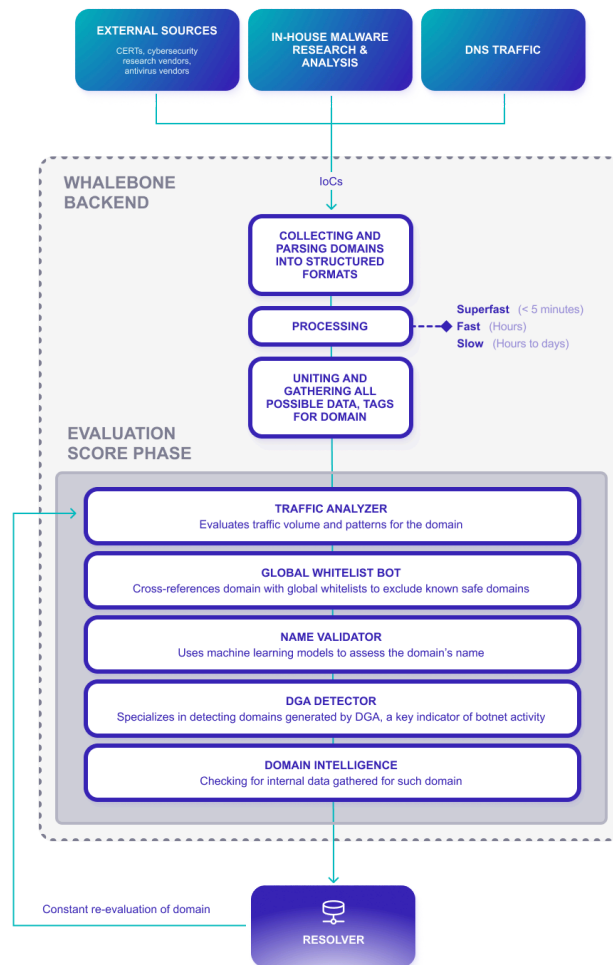 EXTERNAL SOURCES
CERTs, cybersecurity
research vendors,
antivirus vendors
IN-HOUSE MALWARE
RESEARCH &
ANALYSIS
DNS TRAFFIC
WHALEBONE
BACKEND
IoCs
COLLECTING AND
PARSING DOMAINS
INTO STRUCTURED
FORMATS
PROCESSING
Superfast (< 5 minutes)
Fast (Hours)
Slow (Hours to days)
UNITING AND
GATHERING ALL
POSSIBLE DATA, TAGS
FOR DOMAIN
EVALUATION
SCORE PHASE
TRAFFIC ANALYZER
Evaluates traffic volume and patterns for the domain
GLOBAL WHITELIST BOT
Cross-references domain with global whitelists to exclude known safe domains
NAME VALIDATOR
Uses machine learning models to assess the domain’s name
DGA DETECTOR
Specializes in detecting domains generated by DGA, a key indicator of botnet activity
DOMAIN INTELLIGENCE
Checking for internal data gathered for such domain
Constant re-evaluation of domain
RESOLVER